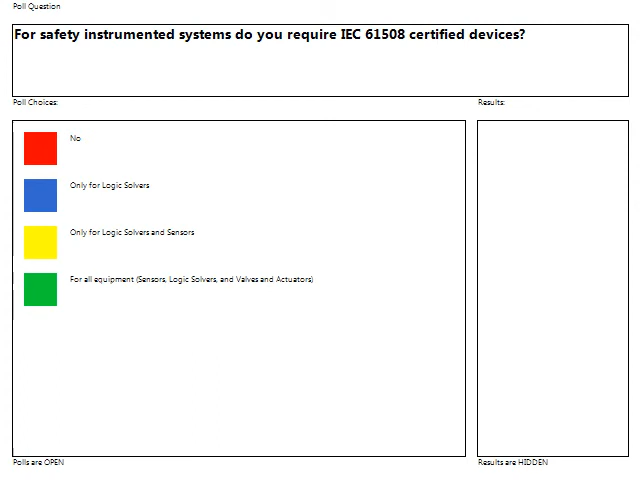 Poll Question
For safety instrumented systems do you require IEC 61508 certified devices?
Poll Choices:
Results:
No
Only for Logic Solvers
Only for Logic Solvers and Sensors
For all equipment (Sensors, Logic Solvers, and Valves and Actuators)
Polls are OPEN
Results are HIDDEN